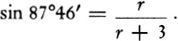 sin 87°46′ = r / (r + 3).